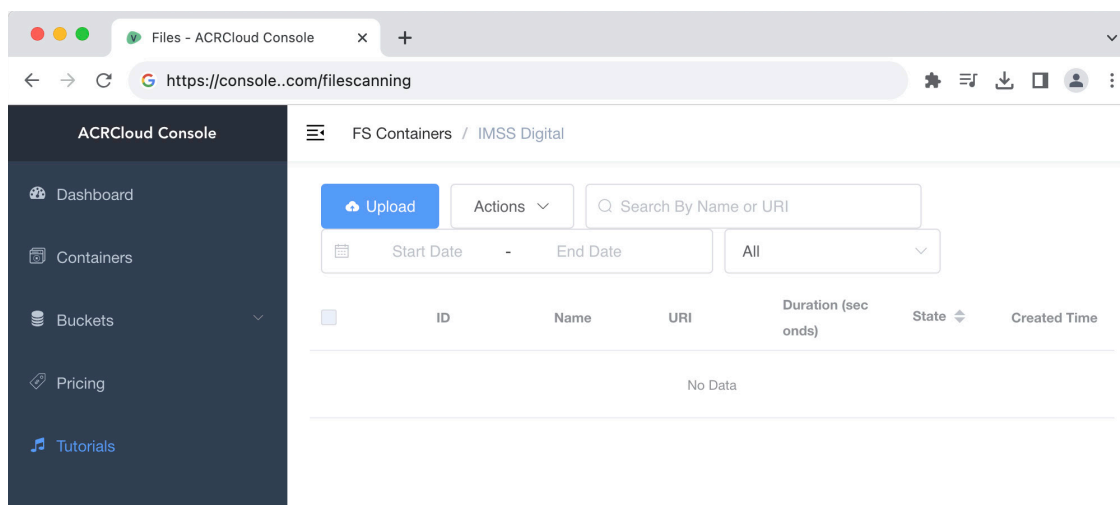 Files - ACRCloud Console
https://console..com/filescanning
ACRCloud Console
FS Containers / IMSS Digital
Dashboard
Containers
Buckets
Pricing
Tutorials
Upload
Actions
Search By Name or URI
Start Date - End Date
All
ID Name URI Duration (sec
onds) State Created Time
No Data